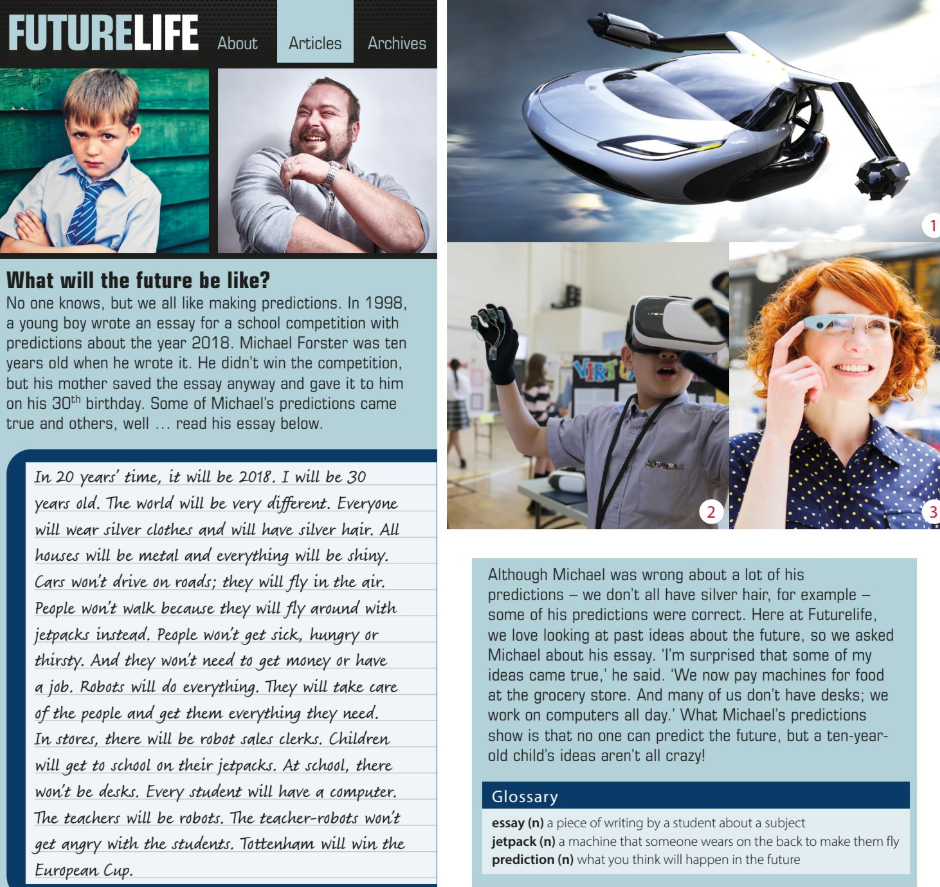 FUTURELIFE
About
Articles
Archives
What will the future be like?
No one knows, but we all like making predictions. In 1998,
a young boy wrote an essay for a school competition with
predictions about the year 2018. Michael Forster was ten
years old when he wrote it. He didn't win the competition,
but his mother saved the essay anyway and gave it to him
on his 30th birthday. Some of Michael's predictions came
true and others, well … read his essay below.
In 20 years' time, it will be 2018. I will be 30
years old. The world will be very different. Everyone
will wear silver clothes and will have silver hair. All
houses will be metal and everything will be shiny.
Cars won't drive on roads; they will fly in the air.
People won't walk because they will fly around with
jetpacks instead. People won't get sick, hungry or
thirsty. And they won't need to get money or have
a job. Robots will do everything. They will take care
of the people and get them everything they need.
In stores, there will be robot sales clerks. Children
will get to school on their jetpacks. At school, there
won't be desks. Every student will have a computer.
The teachers will be robots. The teacher-robots won't
get angry with the students. Tottenham will win the
European Cup.
1
VIRTU
2
3
Although Michael was wrong about a lot of his
predictions – we don't all have silver hair, for example –
some of his predictions were correct. Here at Futurelife,
we love looking at past ideas about the future, so we asked
Michael about his essay. 'I'm surprised that some of my
ideas came true,' he said. 'We now pay machines for food
at the grocery store. And many of us don't have desks; we
work on computers all day.' What Michael's predictions
show is that no one can predict the future, but a ten-year-
old child's ideas aren't all crazy!
Glossary
essay (n) a piece of writing by a student about a subject
jetpack (n) a machine that someone wears on the back to make them fly
prediction (n) what you think will happen in the future